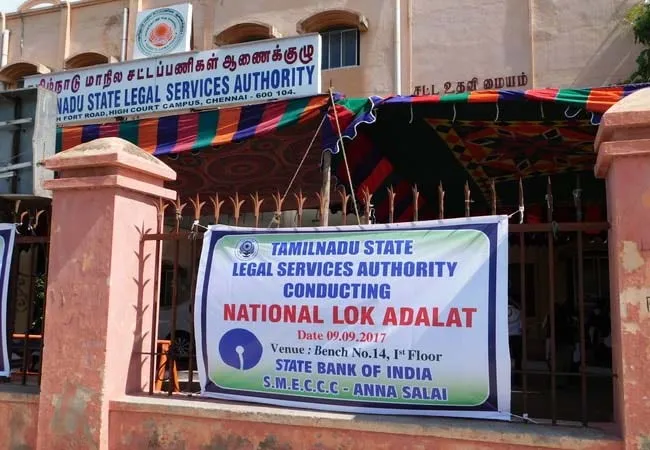 மாநில சட்டப்பணிகள் ஆணைக்குழு
STATE LEGAL SERVICES AUTHORITY
FORT ROAD, HIGH COURT CAMPUS, CHENNAI - 600 104.
சட்ட உதவி மையம்
TAMILNADU STATE
LEGAL SERVICES AUTHORITY
CONDUCTING
NATIONAL LOK ADALAT
Date 09.09.2017
Venue : Bench No.14, Ist Floor
STATE BANK OF INDIA
S.M.E.C.C.C - ANNA SALAI